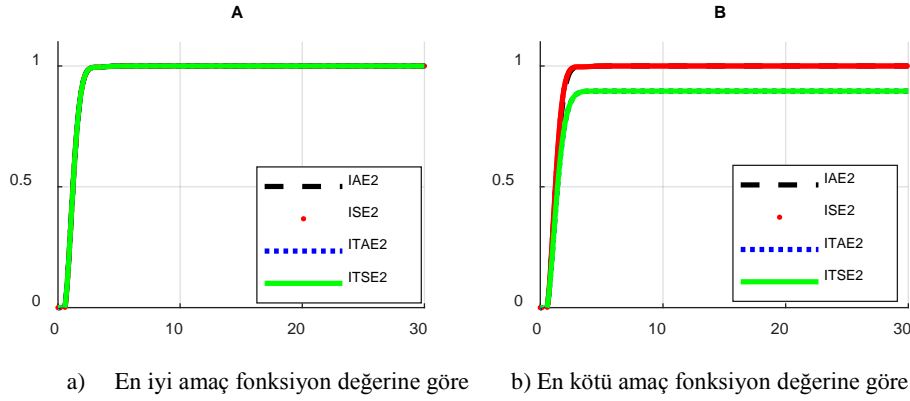 A
1
0.5
0
0 10 20 30
IAE2
ISE2
ITAE2
ITSE2
B
1
0.5
0
0 10 20 30
IAE2
ISE2
ITAE2
ITSE2
a) En iyi amaç fonksiyon değerine göre
b) En kötü amaç fonksiyon değerine göre